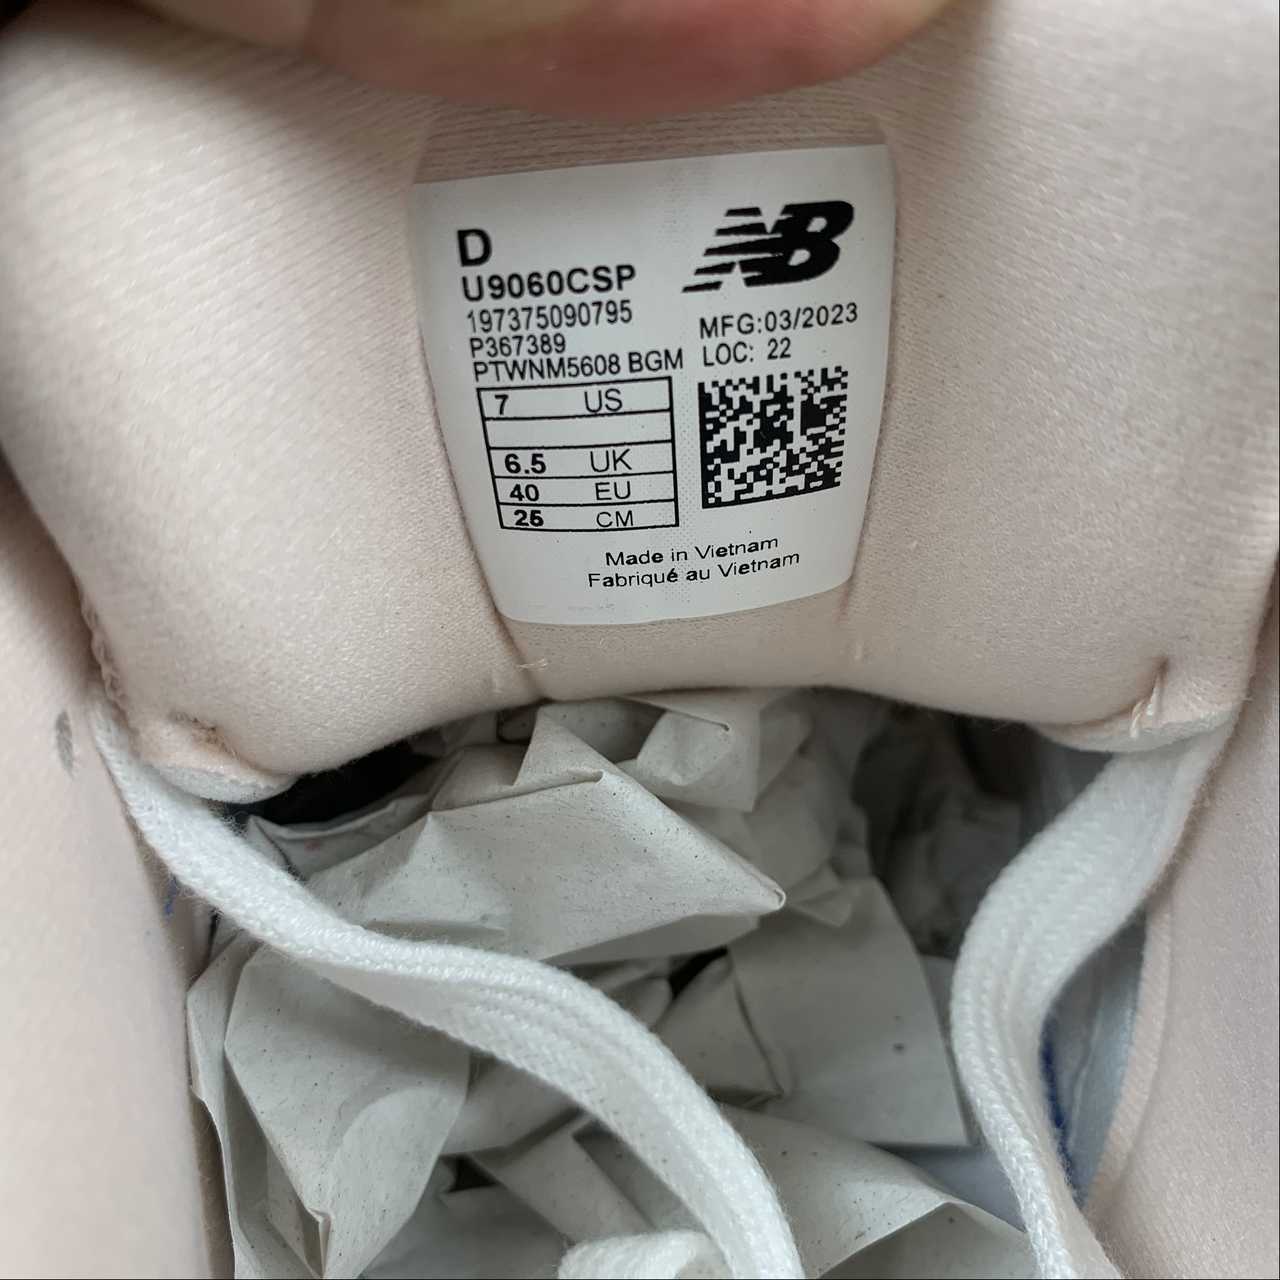 D
U9060CSP
197375090795
P367389
PTWNM5608 BGM
NB
MFG:03/2023
LOC: 22
7 US
6.5 UK
40 EU
25 CM
Made in Vietnam
Fabriqué au Vietnam